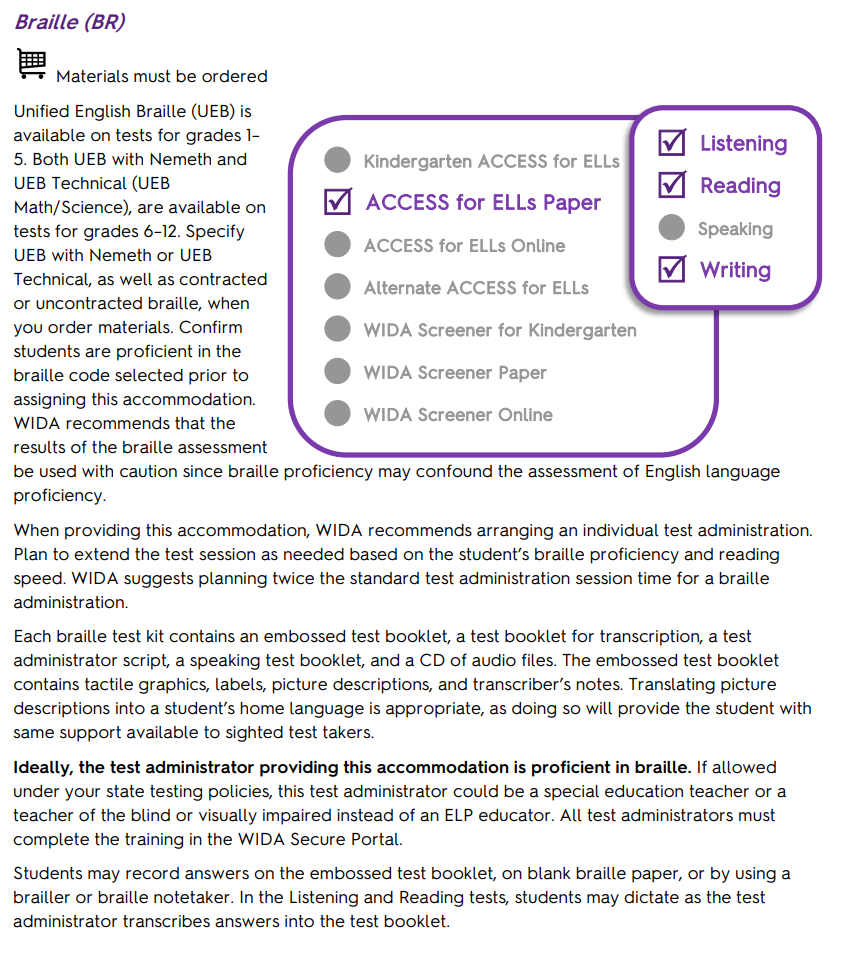 Braille (BR)
Materials must be ordered
Unified English Braille (UEB) is
available on tests for grades 1–
5. Both UEB with Nemeth and
UEB Technical (UEB
Math/Science), are available on
tests for grades 6–12. Specify
UEB with Nemeth or UEB
Technical, as well as contracted
or uncontracted braille, when
you order materials. Confirm
students are proficient in the
braille code selected prior to
assigning this accommodation.
WIDA recommends that the
results of the braille assessment
be used with caution since braille proficiency may confound the assessment of English language
proficiency.
Kindergarten ACCESS for ELLs
ACCESS for ELLs Paper
ACCESS for ELLs Online
Alternate ACCESS for ELLs
WIDA Screener for Kindergarten
WIDA Screener Paper
WIDA Screener Online
Listening
Reading
Speaking
Writing
When providing this accommodation, WIDA recommends arranging an individual test administration.
Plan to extend the test session as needed based on the student’s braille proficiency and reading
speed. WIDA suggests planning twice the standard test administration session time for a braille
administration.
Each braille test kit contains an embossed test booklet, a test booklet for transcription, a test
administrator script, a speaking test booklet, and a CD of audio files. The embossed test booklet
contains tactile graphics, labels, picture descriptions, and transcriber’s notes. Translating picture
descriptions into a student’s home language is appropriate, as doing so will provide the student with
same support available to sighted test takers.
Ideally, the test administrator providing this accommodation is proficient in braille. If allowed
under your state testing policies, this test administrator could be a special education teacher or a
teacher of the blind or visually impaired instead of an ELP educator. All test administrators must
complete the training in the WIDA Secure Portal.
Students may record answers on the embossed test booklet, on blank braille paper, or by using a
brailler or braille notetaker. In the Listening and Reading tests, students may dictate as the test
administrator transcribes answers into the test booklet.